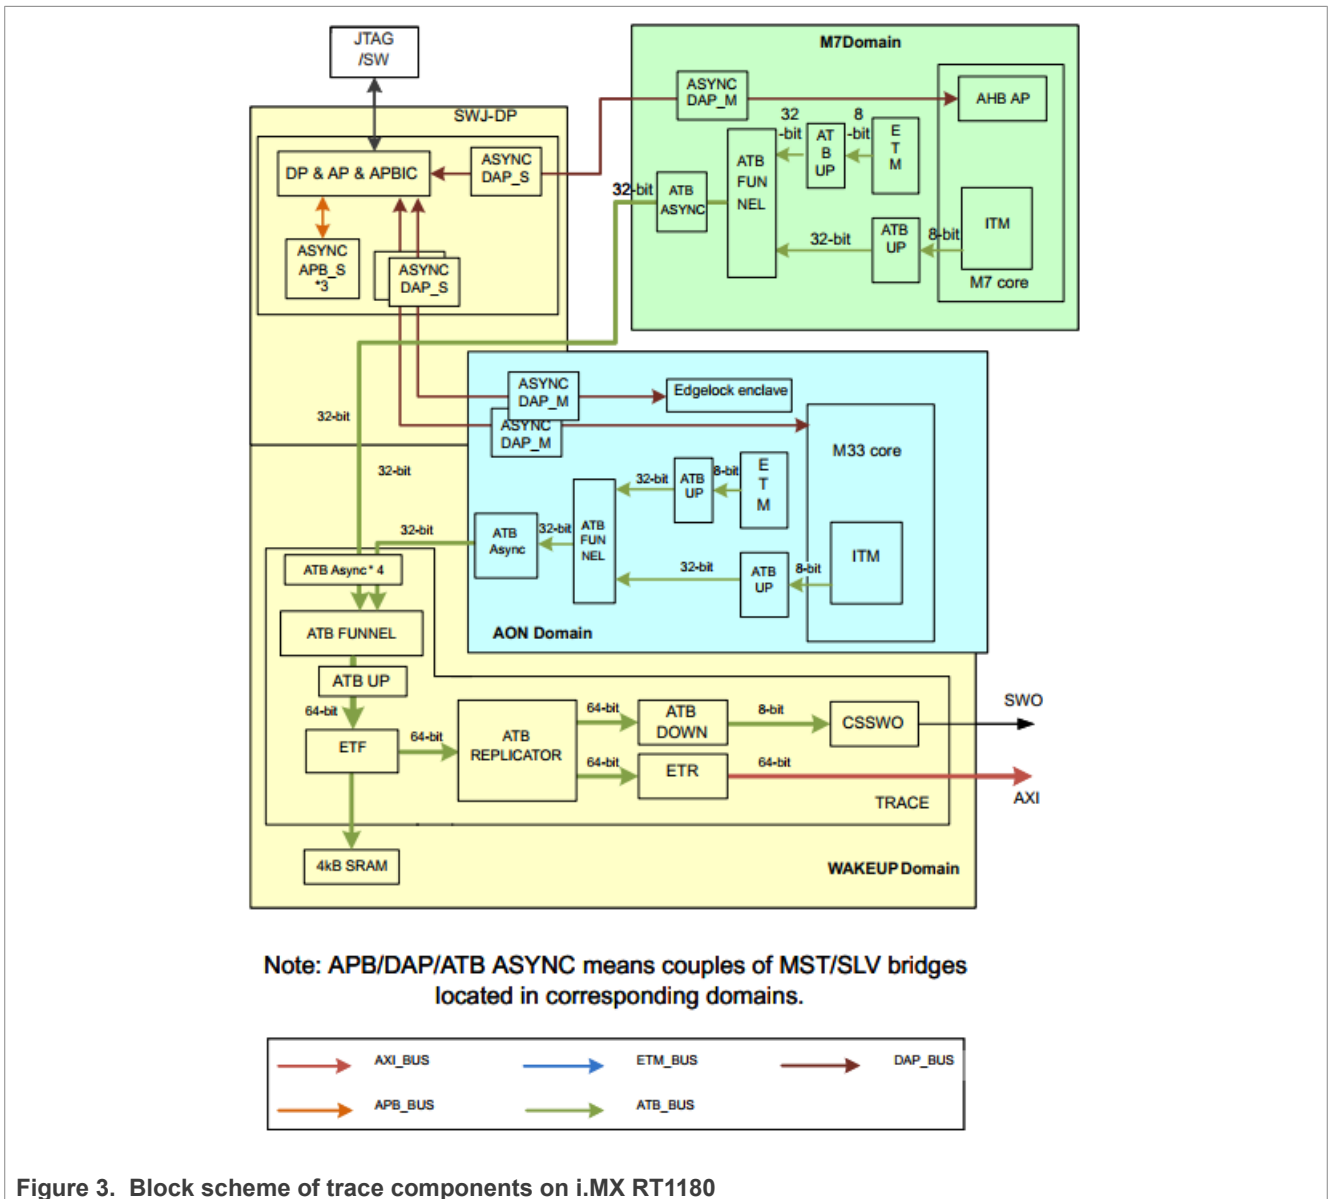 JTAG
/SW
SWJ-DP
DP & AP & APBIC
ASYNC
DAP_S
ASYNC
APB_S
*3
ASYNC
DAP_S
M7Domain
ASYNC
DAP_M
AHB AP
32
-bit
8
-bit
AT
B
UP
E
T
M
ATB
FUN
NEL
32-bit
ATB
ASYNC
32-bit
ATB
UP
8-bit
ITM
M7 core
ASYNC
DAP_M
Edgelock enclave
ASYNC
DAP_M
M33 core
32-bit
32-bit
32-bit
ATB
Async
32-bit
ATB
FUN
NEL
32-bit
ATB
UP
8-bit
E
T
M
32-bit
ATB
UP
8-bit
ITM
AON Domain
ATB Async * 4
ATB FUNNEL
ATB UP
64-bit
ETF
64-bit
ATB
REPLICATOR
64-bit
ATB
DOWN
8-bit
CSSWO
SWO
64-bit
ETR
64-bit
AXI
TRACE
4kB SRAM
WAKEUP Domain
Note: APB/DAP/ATB ASYNC means couples of MST/SLV bridges
located in corresponding domains.
AXI_BUS
ETM_BUS
DAP_BUS
APB_BUS
ATB_BUS
Figure 3. Block scheme of trace components on i.MX RT1180